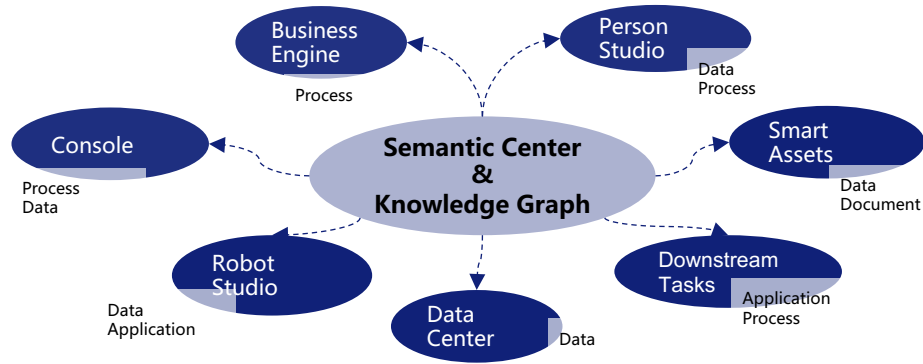 Business
Engine
Process
Person
Studio
Data
Process
Console
Process
Data
Semantic Center
&
Knowledge Graph
Smart
Assets
Data
Document
Robot
Studio
Data
Application
Data
Center
Data
Downstream
Tasks
Application
Process